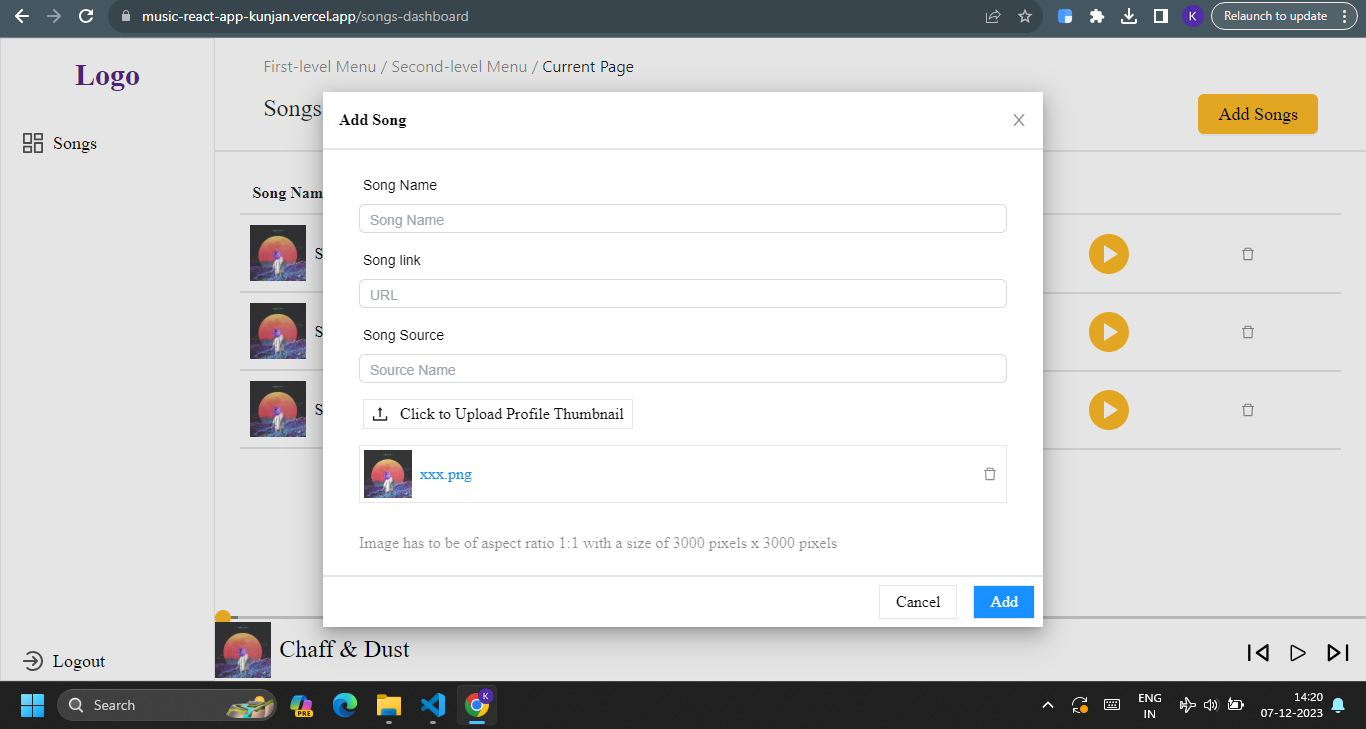 music-react-app-kunjan.vercel.app/songs-dashboard
K
Relaunch to update
Logo
First-level Menu / Second-level Menu / Current Page
Songs
Add Songs
Add Song
Songs
Song Name
Song Nam
Song Name
S
Song link
URL
S
Song Source
Source Name
S
Click to Upload Profile Thumbnail
xxx.png
Image has to be of aspect ratio 1:1 with a size of 3000 pixels x 3000 pixels
Cancel
Add
Chaff & Dust
Logout
Search
PRE
K
ENG
IN
14:20
07-12-2023